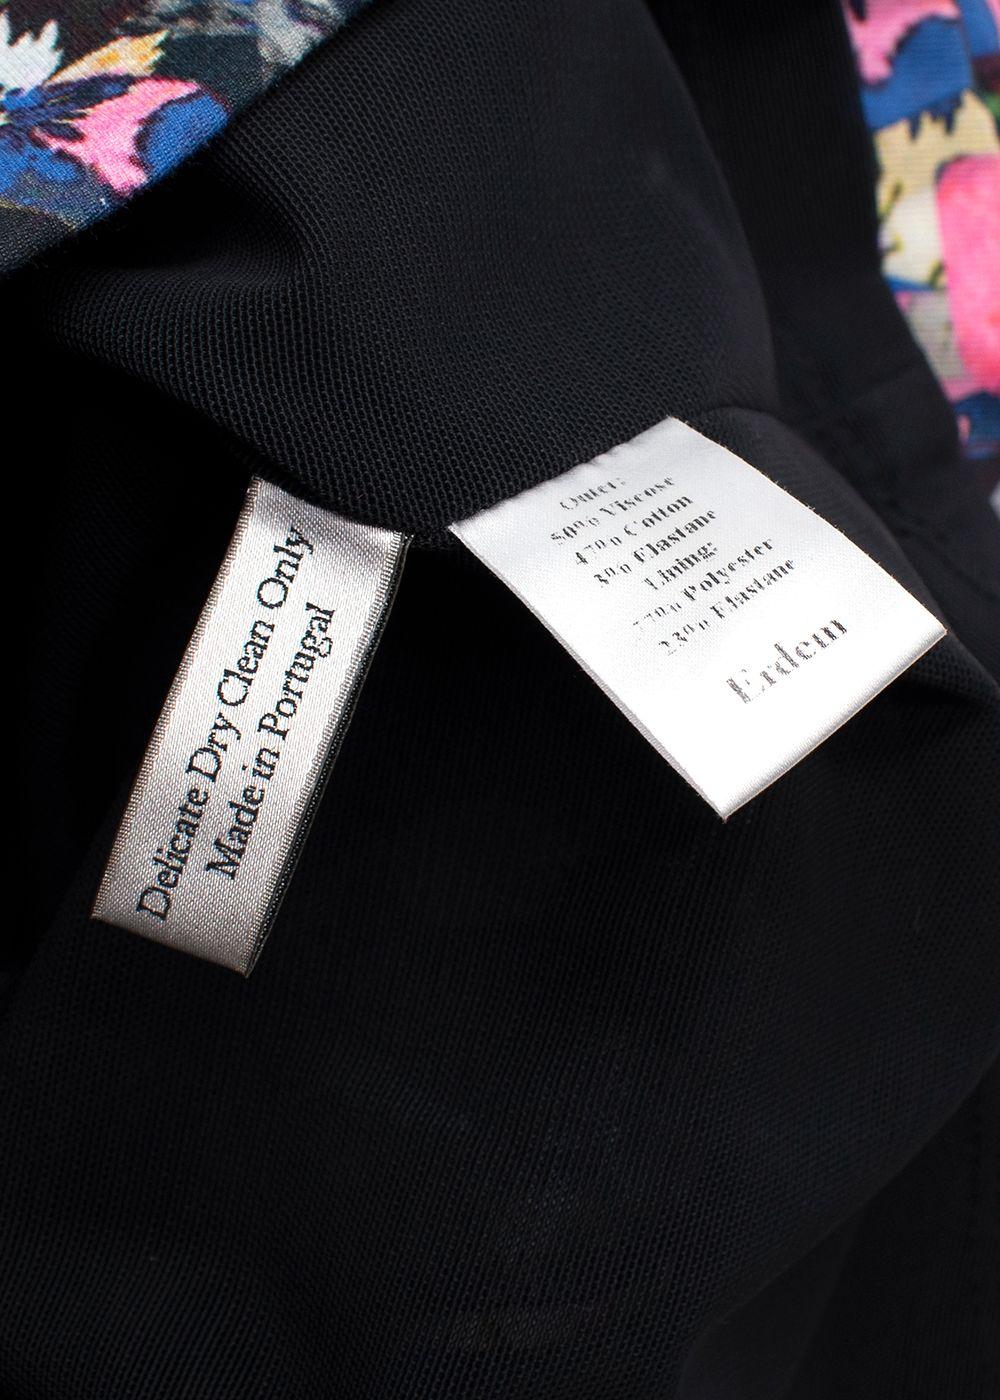 Delicate Dry Clean Only
Made in Portugal
Outer:
50% Viscose
47% Cotton
3% Elastane
Lining:
77% Polyester
23% Elastane
Erdem